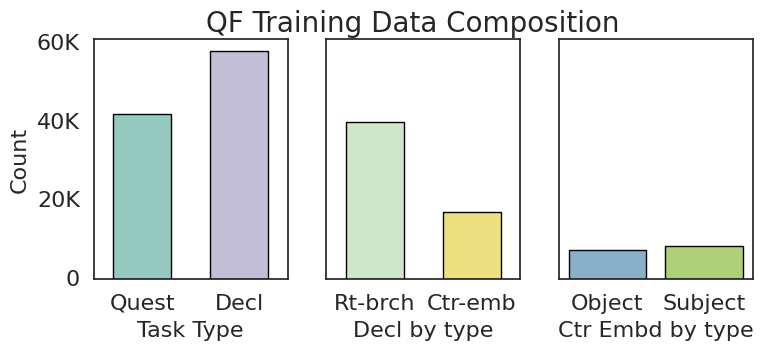 QF Training Data Composition
60K
40K
20K
0
Count
Quest Decl
Task Type
Rt-brch Ctr-emb
Decl by type
Object Subject
Ctr Embd by type